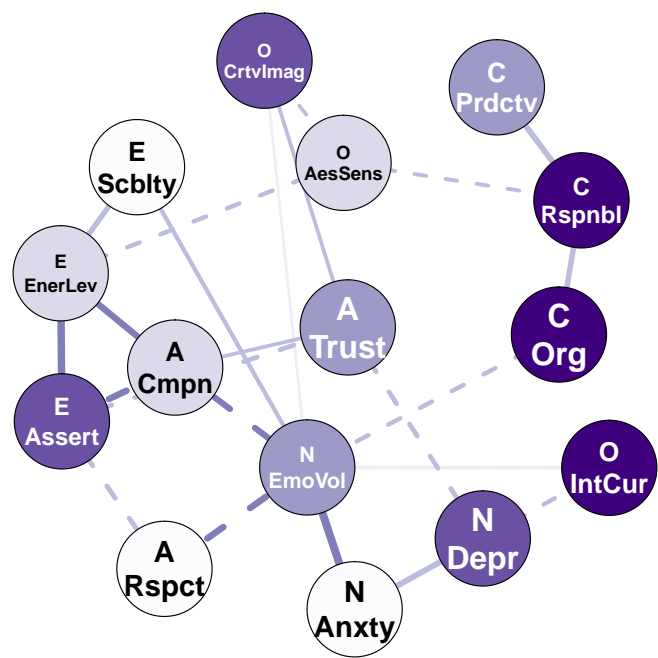 O
CrtvImag
C
Prdctv
E
Scblty
O
AesSens
C
Rspnbl
E
EnerLev
A
Trust
C
Org
A
Cmpn
E
Assert
N
EmoVol
O
IntCur
N
Depr
A
Rspct
N
Anxty